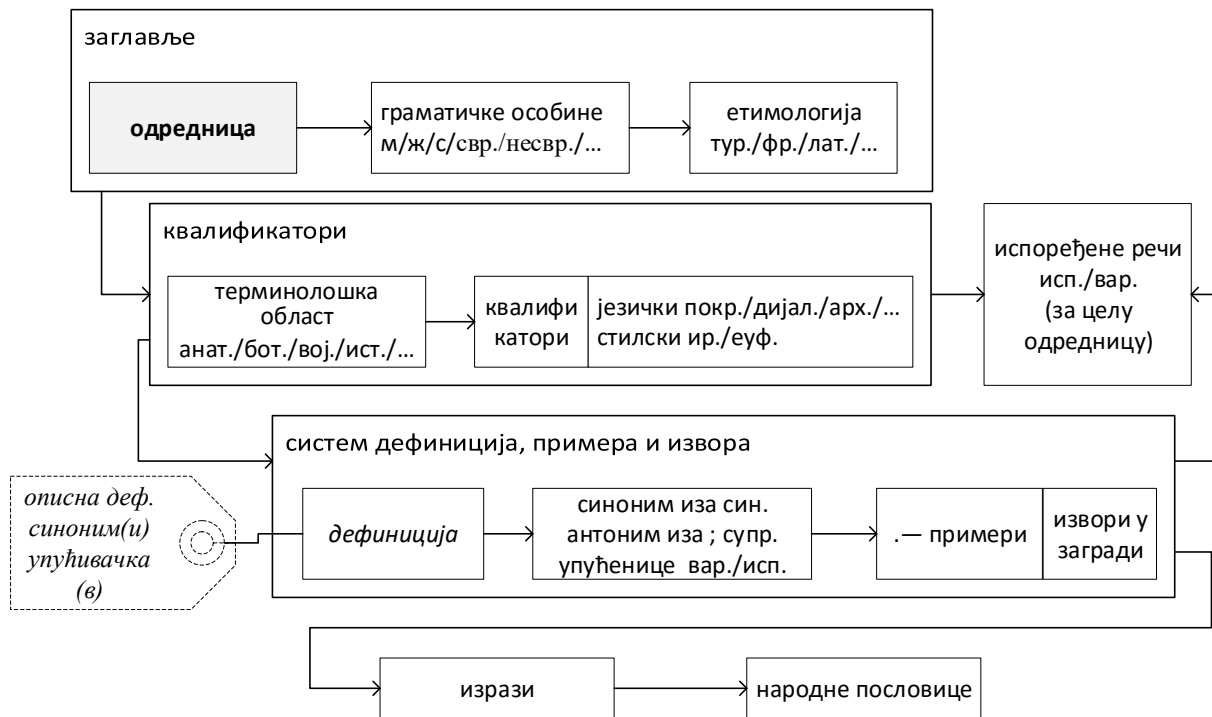 заглавље
одредница
граматичке особине
м/ж/с/свр./несвр./...
етимологија
тур./фр./лат./...
квалификатори
терминолошка
област
анат./бот./вој./ист./...
квалифи
катори
језички покр./дијал./арх./...
стилски ир./еуф.
испоређене речи
исп./вар.
(за целу
одредницу)
систем дефиниција, примера и извора
описна деф.
синоним(и)
упућивачка
(в)
дефиниција
синоним иза син.
антоним иза ; супр.
упућенице вар./исп.
.— примери
извори у
загради
изрази
народне пословице